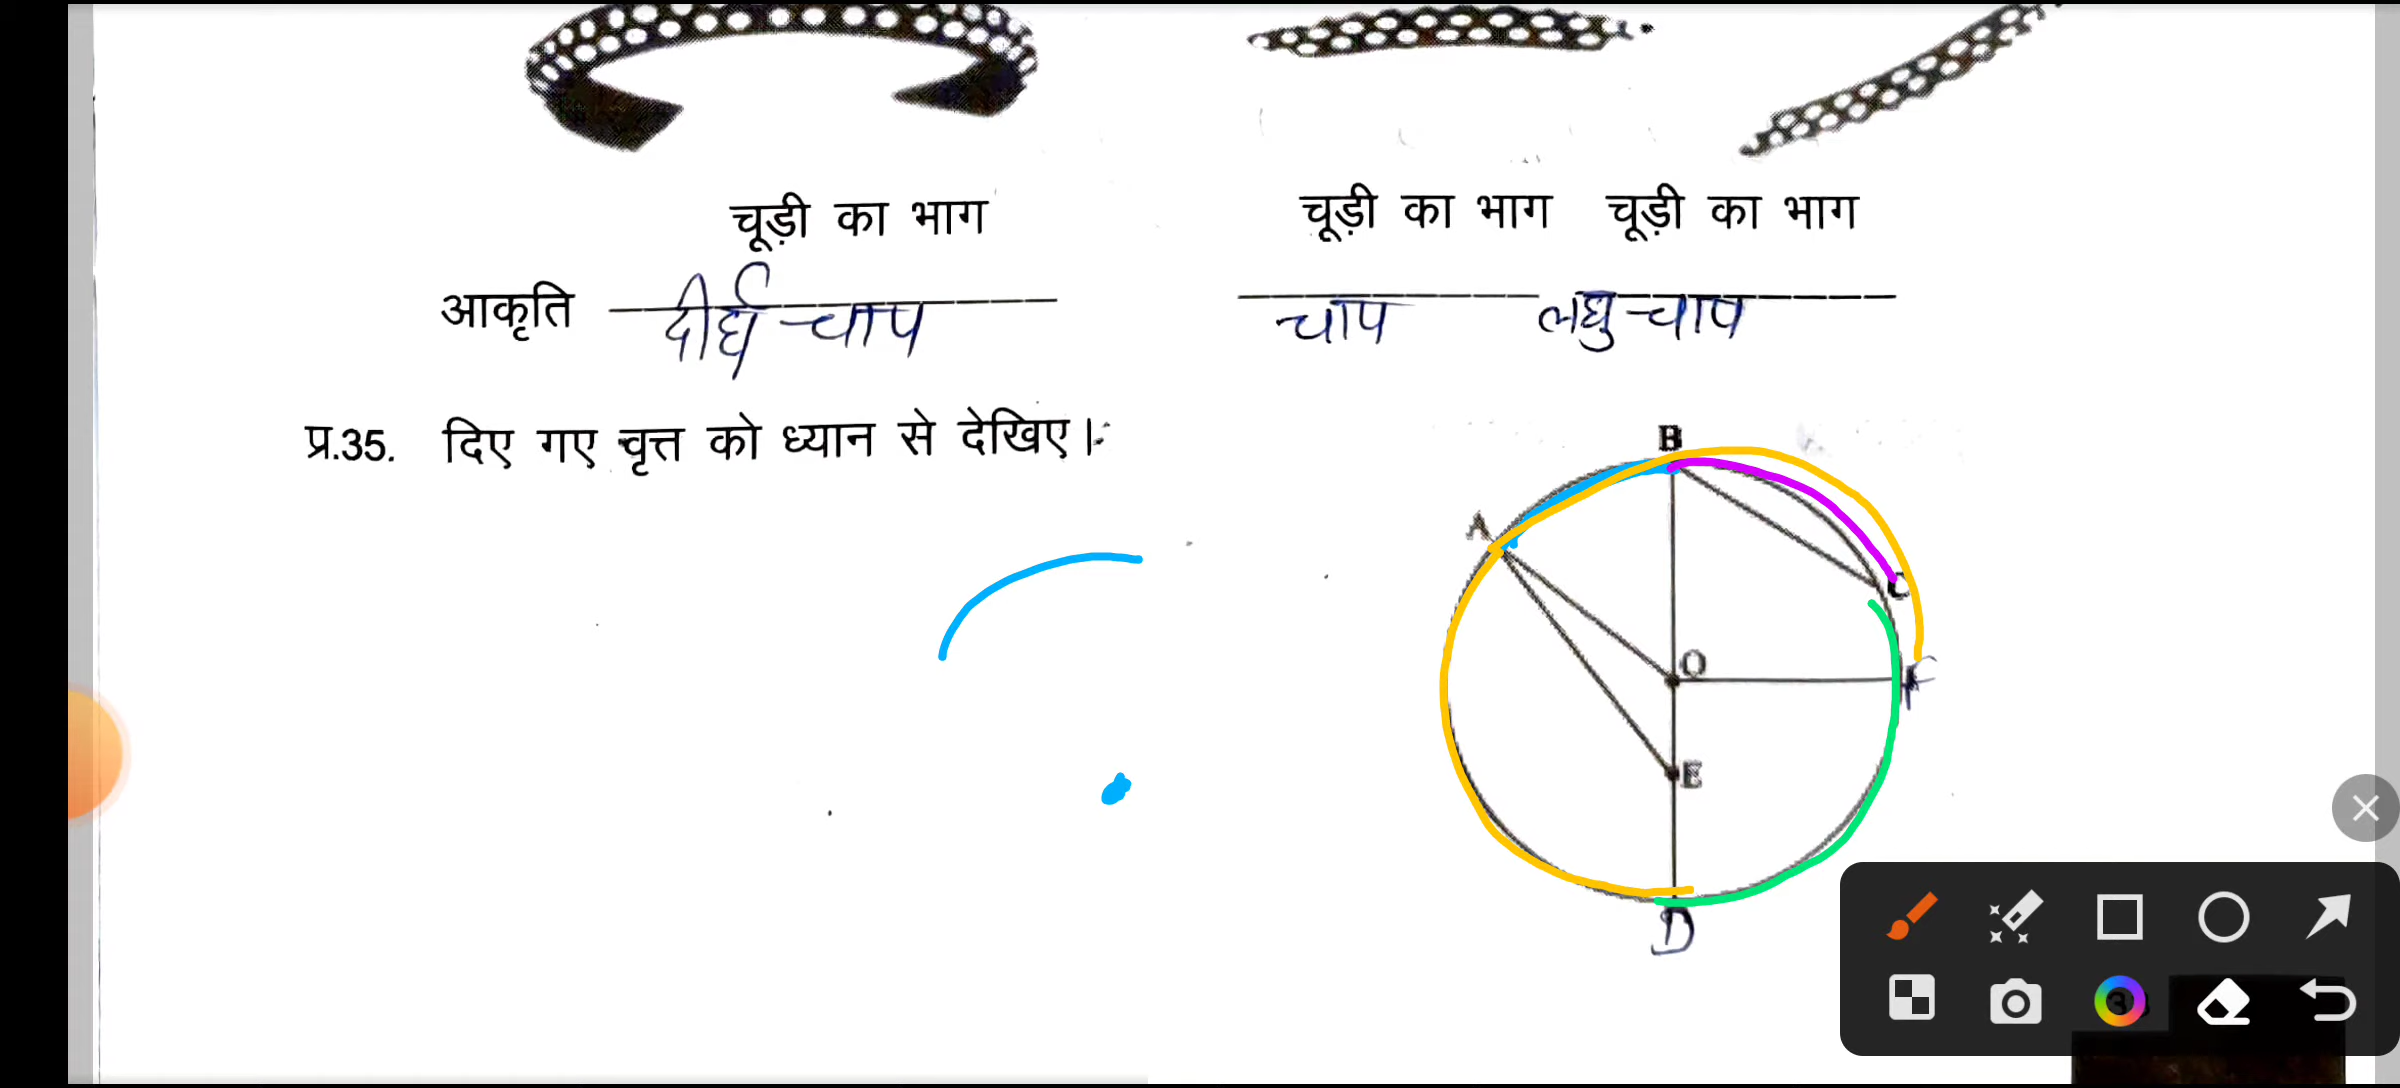 चूड़ी का भाग चूड़ी का भाग चूड़ी का भाग
आकृति दीर्घ चाप चाप लघु चाप
प्र.35. दिए गए वृत्त को ध्यान से देखिए।
B
A
C
O
F
E
D